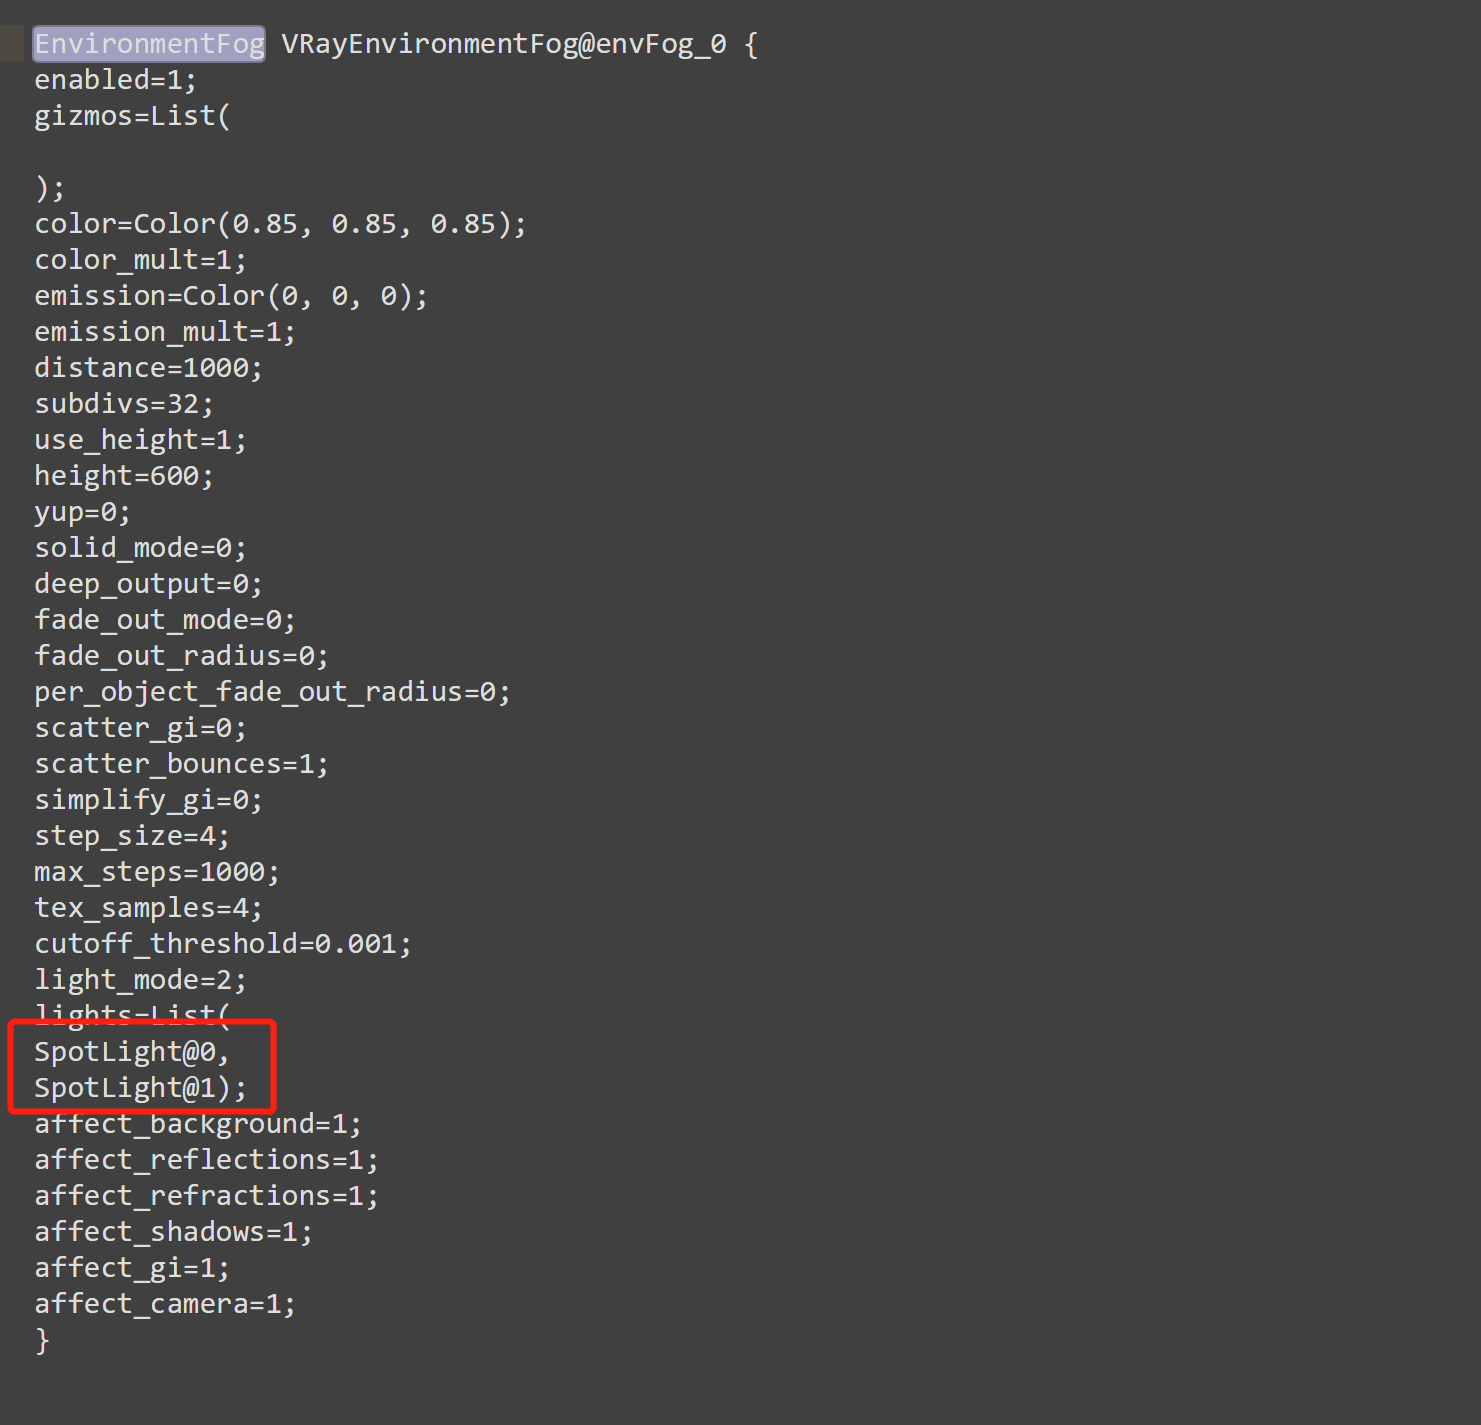 EnvironmentFog VRayEnvironmentFog@envFog_0 {
enabled=1;
gizmos=List(
);
color=Color(0.85, 0.85, 0.85);
color_mult=1;
emission=Color(0, 0, 0);
emission_mult=1;
distance=1000;
subdivs=32;
use_height=1;
height=600;
yup=0;
solid_mode=0;
deep_output=0;
fade_out_mode=0;
fade_out_radius=0;
per_object_fade_out_radius=0;
scatter_gi=0;
scatter_bounces=1;
simplify_gi=0;
step_size=4;
max_steps=1000;
tex_samples=4;
cutoff_threshold=0.001;
light_mode=2;
lights=List(
SpotLight@0,
SpotLight@1);
affect_background=1;
affect_reflections=1;
affect_refractions=1;
affect_shadows=1;
affect_gi=1;
affect_camera=1;
}